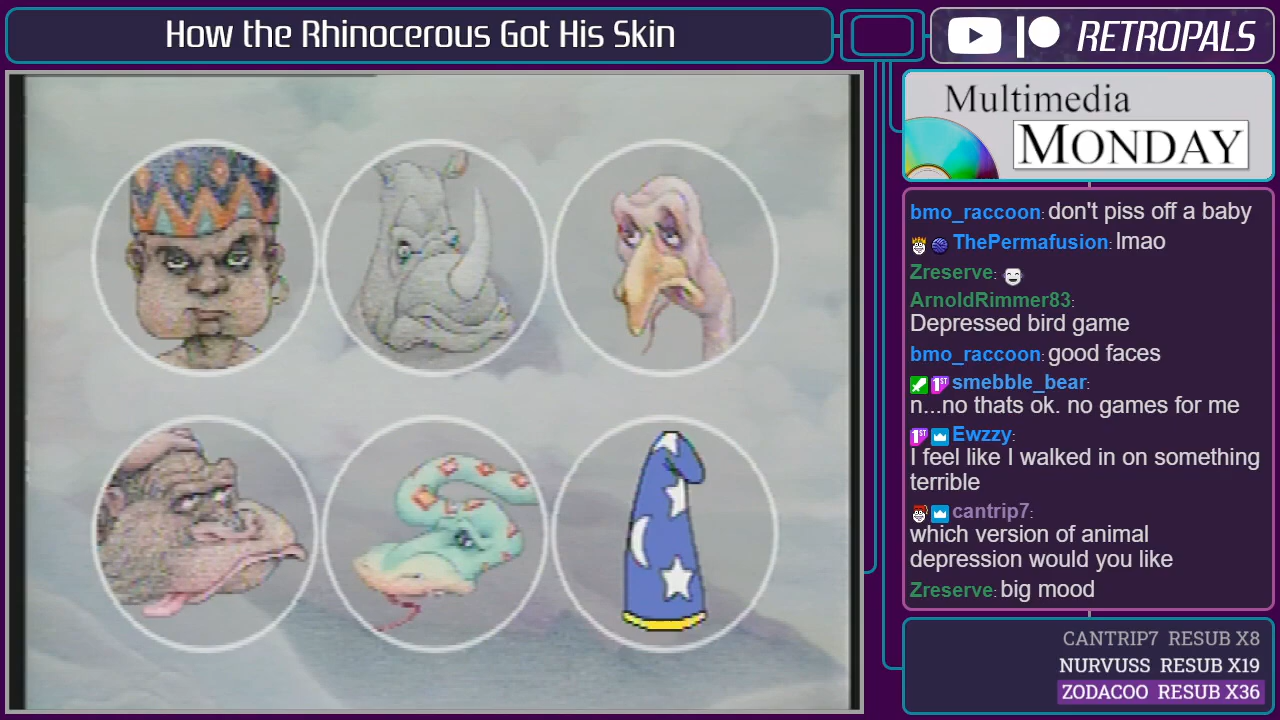 How the Rhinocerous Got His Skin
RETROPALS
Multimedia
MONDAY
bmo_raccoon: don't piss off a baby
ThePermafusion: lmao
Zreserve:
ArnoldRimmer83:
Depressed bird game
bmo_raccoon: good faces
1ST smebble_bear:
n...no thats ok. no games for me
1ST Ewzzy:
I feel like I walked in on something
terrible
cantrip7:
which version of animal
depression would you like
Zreserve: big mood
CANTRIP7 RESUB X8
NURVUSS RESUB X19
ZODACOO RESUB X36